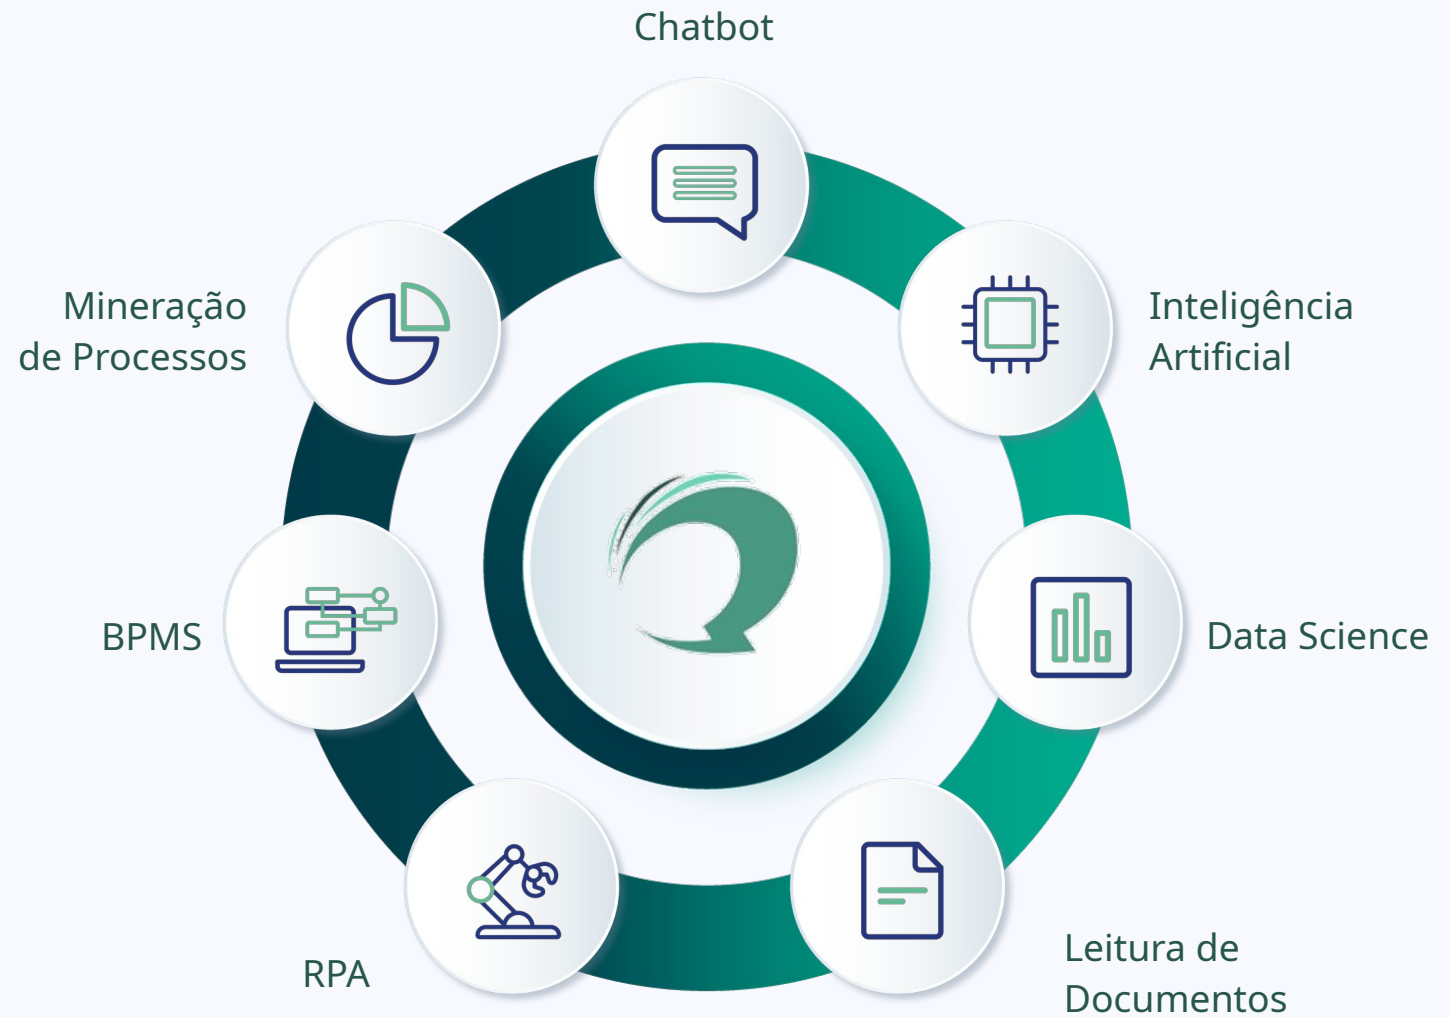 Chatbot
Mineração
de Processos
Inteligência
Artificial
BPMS
Data Science
RPA
Leitura de
Documentos